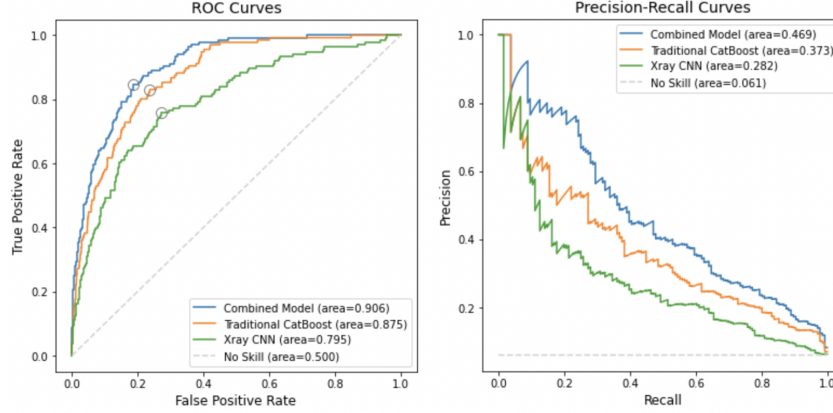 ROC Curves
True Positive Rate
1.0
0.8
0.6
0.4
0.2
0.0
Combined Model (area=0.906)
Traditional CatBoost (area=0.875)
Xray CNN (area=0.795)
No Skill (area=0.500)
0.0 0.2 0.4 0.6 0.8 1.0
False Positive Rate
Precision-Recall Curves
Precision
1.0
0.8
0.6
0.4
0.2
Combined Model (area=0.469)
Traditional CatBoost (area=0.373)
Xray CNN (area=0.282)
No Skill (area=0.061)
0.0 0.2 0.4 0.6 0.8 1.0
Recall